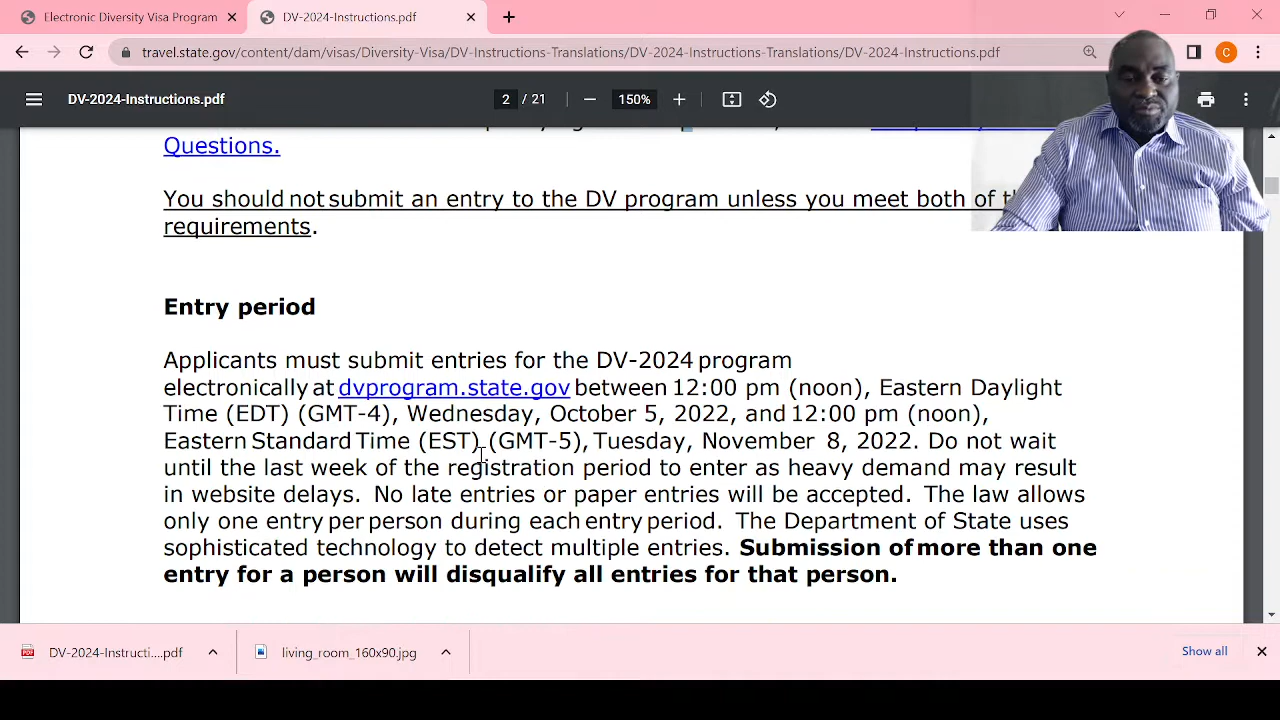 Electronic Diversity Visa Program
DV-2024-Instructions.pdf
travel.state.gov/content/dam/visas/Diversity-Visa/DV-Instructions-Translations/DV-2024-Instructions-Translations/DV-2024-Instructions.pdf
C
DV-2024-Instructions.pdf
2 / 21
150%
Questions.
You should not submit an entry to the DV program unless you meet both of
requirements.
Entry period
Applicants must submit entries for the DV-2024 program
electronically at dvprogram.state.gov between 12:00 pm (noon), Eastern Daylight
Time (EDT) (GMT-4), Wednesday, October 5, 2022, and 12:00 pm (noon),
Eastern Standard Time (EST) (GMT-5), Tuesday, November 8, 2022. Do not wait
until the last week of the registration period to enter as heavy demand may result
in website delays. No late entries or paper entries will be accepted. The law allows
only one entry per person during each entry period. The Department of State uses
sophisticated technology to detect multiple entries. Submission of more than one
entry for a person will disqualify all entries for that person.
DV-2024-Instructi....pdf
living_room_160x90.jpg
Show all